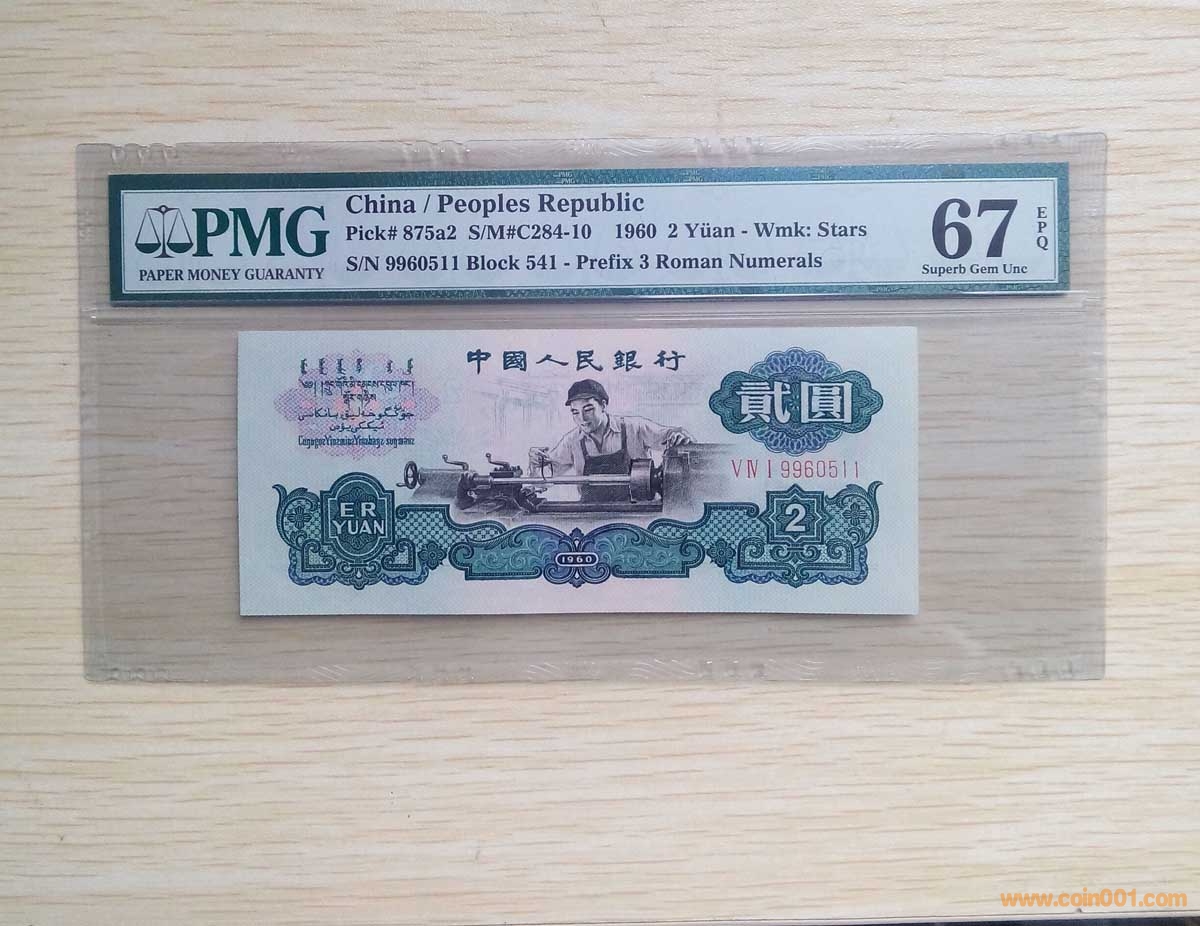 PMG
PAPER MONEY GUARANTY
China / Peoples Republic
Pick# 875a2 S/M#C284-10 1960 2 Yüan - Wmk: Stars
S/N 9960511 Block 541 - Prefix 3 Roman Numerals
67
EPQ
Superb Gem Unc
中國人民銀行
貳圓
V IV I 9960511
ER
YUAN
2
1960
www.coin001.com